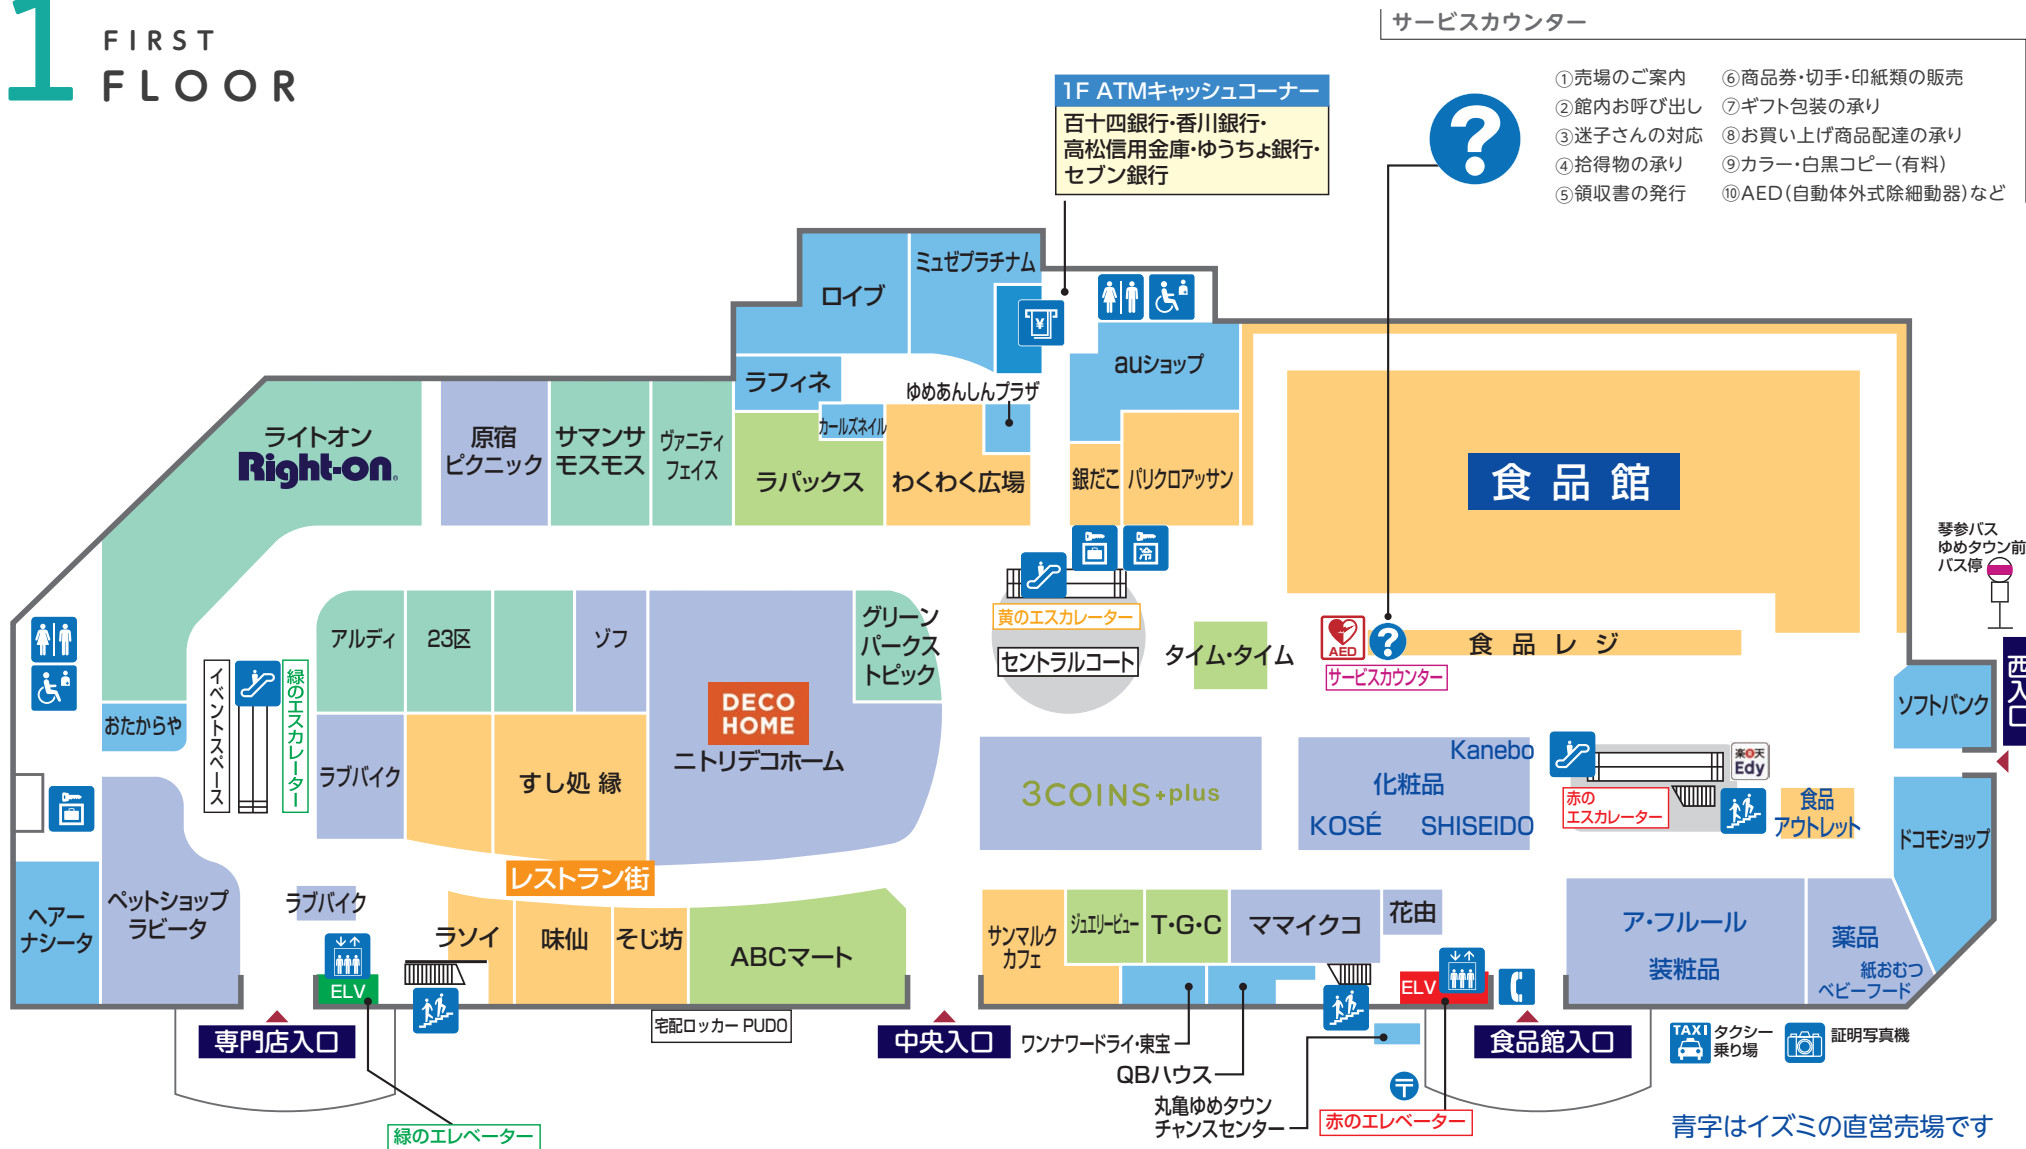 1 FIRST
FLOOR
サービスカウンター
①売場のご案内
②館内お呼び出し
③迷子さんの対応
④拾得物の承り
⑤領収書の発行
⑥商品券・切手・印紙類の販売
⑦ギフト包装の承り
⑧お買い上げ商品配達の承り
⑨カラー・白黒コピー(有料)
⑩AED(自動体外式除細動器)など
?
1F ATMキャッシュコーナー
百十四銀行・香川銀行・
高松信用金庫・ゆうちょ銀行・
セブン銀行
ロイブ
ミュゼプラチナム
¥
auショップ
ラフィネ
ゆめあんしんプラザ
カールズネイル
ライトオン
Right-on.
原宿
ピクニック
サマンサ
モスモス
ヴァニティ
フェイス
ラパックス
わくわく広場
銀だこ
パリクロアッサン
食品館
冷
琴参バス
ゆめタウン前
バス停
黄のエスカレーター
セントラルコート
タイム・タイム
AED
?
サービスカウンター
食品レジ
西入口
ソフトバンク
アルディ
23区
ゾフ
グリーン
パークス
トピック
DECO
HOME
ニトリデコホーム
イベントスペース
緑のエスカレーター
おたからや
ラブバイク
すし処 縁
3COINS+plus
Kanebo
化粧品
KOSÉ
SHISEIDO
楽天
Edy
赤の
エスカレーター
食品
アウトレット
ドコモショップ
レストラン街
ヘアー
ナシータ
ペットショップ
ラビータ
ラブバイク
ラソイ
味仙
そじ坊
ABCマート
サンマルク
カフェ
ジュエリービュー
T・G・C
ママイクコ
花由
ア・フルール
装粧品
薬品
紙おむつ
ベビーフード
ELV
ELV
専門店入口
宅配ロッカー PUDO
中央入口
ワンナワードライ・東宝
QBハウス
丸亀ゆめタウン
チャンスセンター
〒
食品館入口
TAXI
タクシー
乗り場
証明写真機
緑のエレベーター
赤のエレベーター
青字はイズミの直営売場です